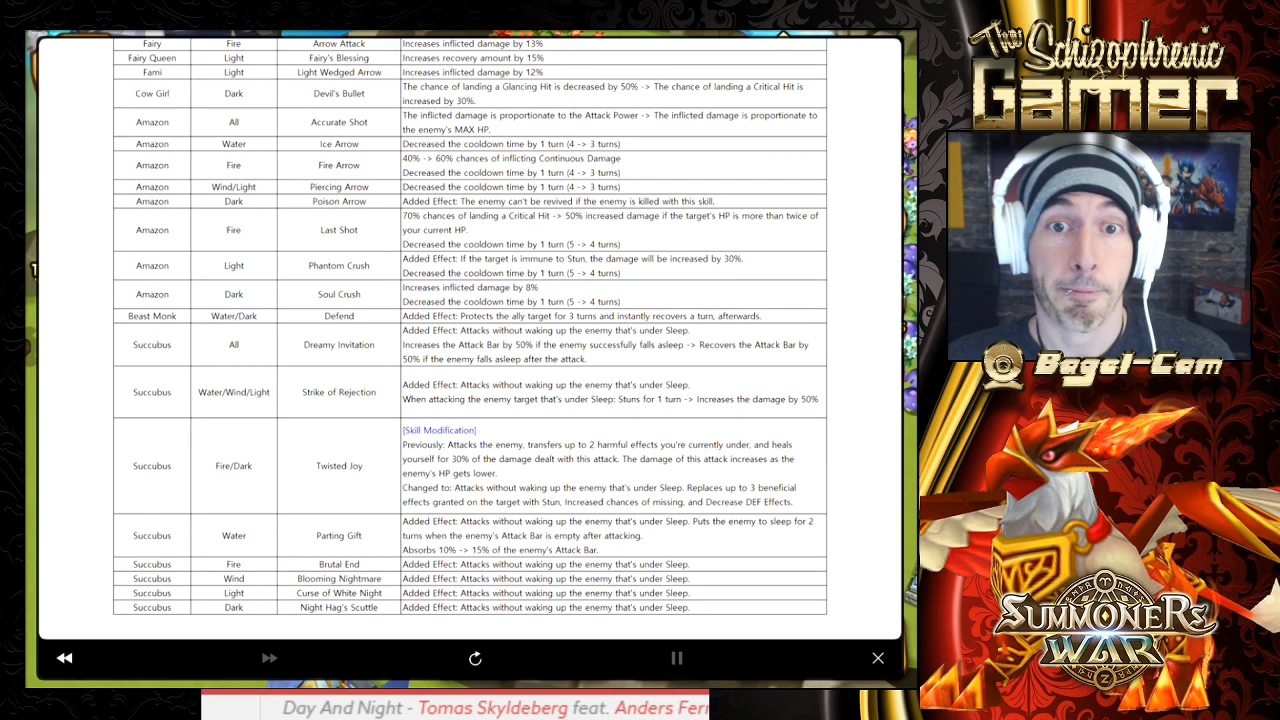 Fairy Fire Arrow Attack Increases inflicted damage by 13%
Fairy Queen Light Fairy's Blessing Increases recovery amount by 15%
Fami Light Light Wedged Arrow Increases inflicted damage by 12%
Cow Girl Dark Devil's Bullet The chance of landing a Glancing Hit is decreased by 50% -> The chance of landing a Critical Hit is
increased by 30%.
Amazon All Accurate Shot The inflicted damage is proportionate to the Attack Power -> The inflicted damage is proportionate to
the enemy's MAX HP.
Amazon Water Ice Arrow Decreased the cooldown time by 1 turn (4 -> 3 turns)
Amazon Fire Fire Arrow 40% -> 60% chances of inflicting Continuous Damage
Decreased the cooldown time by 1 turn (4 -> 3 turns)
Amazon Wind/Light Piercing Arrow Decreased the cooldown time by 1 turn (4 -> 3 turns)
Amazon Dark Poison Arrow Added Effect: The enemy can't be revived if the enemy is killed with this skill.
Amazon Fire Last Shot 70% chances of landing a Critical Hit -> 50% increased damage if the target's HP is more than twice of
your current HP.
Decreased the cooldown time by 1 turn (5 -> 4 turns)
Amazon Light Phantom Crush Added Effect: If the target is immune to Stun, the damage will be increased by 30%.
Decreased the cooldown time by 1 turn (5 -> 4 turns)
Amazon Dark Soul Crush Increases inflicted damage by 8%
Decreased the cooldown time by 1 turn (5 -> 4 turns)
Beast Monk Water/Dark Defend Added Effect: Protects the ally target for 3 turns and instantly recovers a turn, afterwards.
Succubus All Dreamy Invitation Added Effect: Attacks without waking up the enemy that's under Sleep.
Increases the Attack Bar by 50% if the enemy successfully falls asleep -> Recovers the Attack Bar by
50% if the enemy falls asleep after the attack.
Succubus Water/Wind/Light Strike of Rejection Added Effect: Attacks without waking up the enemy that's under Sleep.
When attacking the enemy target that's under Sleep: Stuns for 1 turn -> Increases the damage by 50%
Succubus Fire/Dark Twisted Joy [Skill Modification]
Previously: Attacks the enemy, transfers up to 2 harmful effects you're currently under, and heals
yourself for 30% of the damage dealt with this attack. The damage of this attack increases as the
enemy's HP gets lower.
Changed to: Attacks without waking up the enemy that's under Sleep. Replaces up to 3 beneficial
effects granted on the target with Stun, Increased chances of missing, and Decrease DEF Effects.
Succubus Water Parting Gift Added Effect: Attacks without waking up the enemy that's under Sleep. Puts the enemy to sleep for 2
turns when the enemy's Attack Bar is empty after attacking.
Absorbs 10% -> 15% of the enemy's Attack Bar.
Succubus Fire Brutal End Added Effect: Attacks without waking up the enemy that's under Sleep.
Succubus Wind Blooming Nightmare Added Effect: Attacks without waking up the enemy that's under Sleep.
Succubus Light Curse of White Night Added Effect: Attacks without waking up the enemy that's under Sleep.
Succubus Dark Night Hag's Scuttle Added Effect: Attacks without waking up the enemy that's under Sleep.
Day And Night - Tomas Skyldeberg feat. Anders
The
Schizophrenic
Gamer
Bagel-Cam
SUMMONERS
WAR